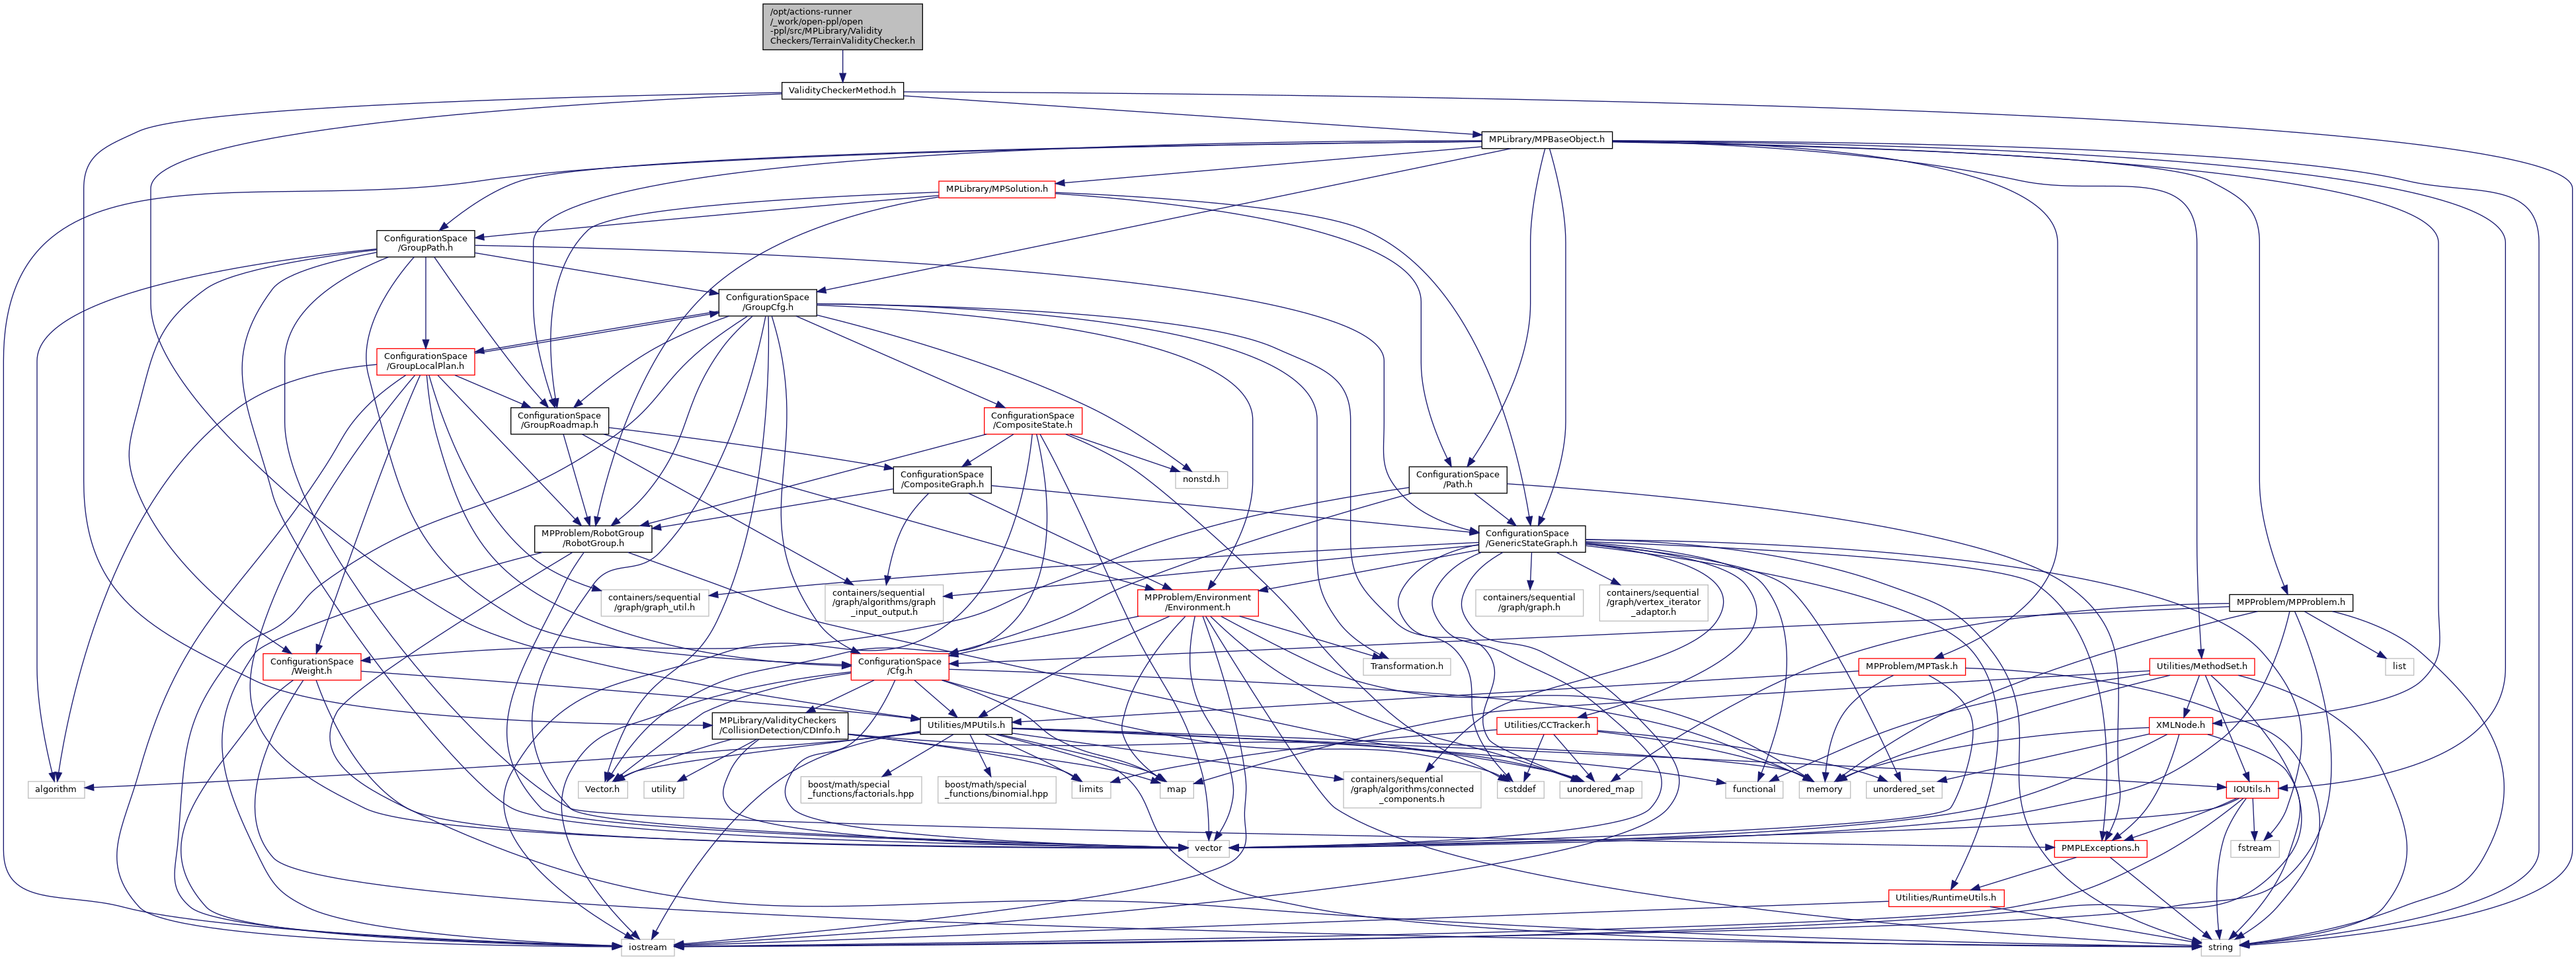 /opt/actions-runner
/_work/open-ppl/open
-ppl/src/MPLibrary/Validity
Checkers/TerrainValidityChecker.h
ValidityCheckerMethod.h
MPLibrary/MPBaseObject.h
MPLibrary/MPSolution.h
ConfigurationSpace
/GroupPath.h
ConfigurationSpace
/GroupCfg.h
ConfigurationSpace
/GroupLocalPlan.h
ConfigurationSpace
/GroupRoadmap.h
ConfigurationSpace
/CompositeState.h
ConfigurationSpace
/CompositeGraph.h
nonstd.h
ConfigurationSpace
/Path.h
MPProblem/RobotGroup
/RobotGroup.h
ConfigurationSpace
/GenericStateGraph.h
containers/sequential
/graph/graph_util.h
containers/sequential
/graph/algorithms/graph
_input_output.h
MPProblem/Environment
/Environment.h
containers/sequential
/graph/graph.h
containers/sequential
/graph/vertex_iterator
_adaptor.h
MPProblem/MPProblem.h
ConfigurationSpace
/Weight.h
ConfigurationSpace
/Cfg.h
Transformation.h
MPProblem/MPTask.h
Utilities/MethodSet.h
list
MPLibrary/ValidityCheckers
/CollisionDetection/CDInfo.h
Utilities/MPUtils.h
Utilities/CCTracker.h
XMLNode.h
algorithm
Vector.h
utility
boost/math/special
_functions/factorials.hpp
boost/math/special
_functions/binomial.hpp
limits
map
containers/sequential
/graph/algorithms/connected
_components.h
cstddef
unordered_map
functional
memory
unordered_set
IOUtils.h
vector
PMPLExceptions.h
fstream
Utilities/RuntimeUtils.h
iostream
string